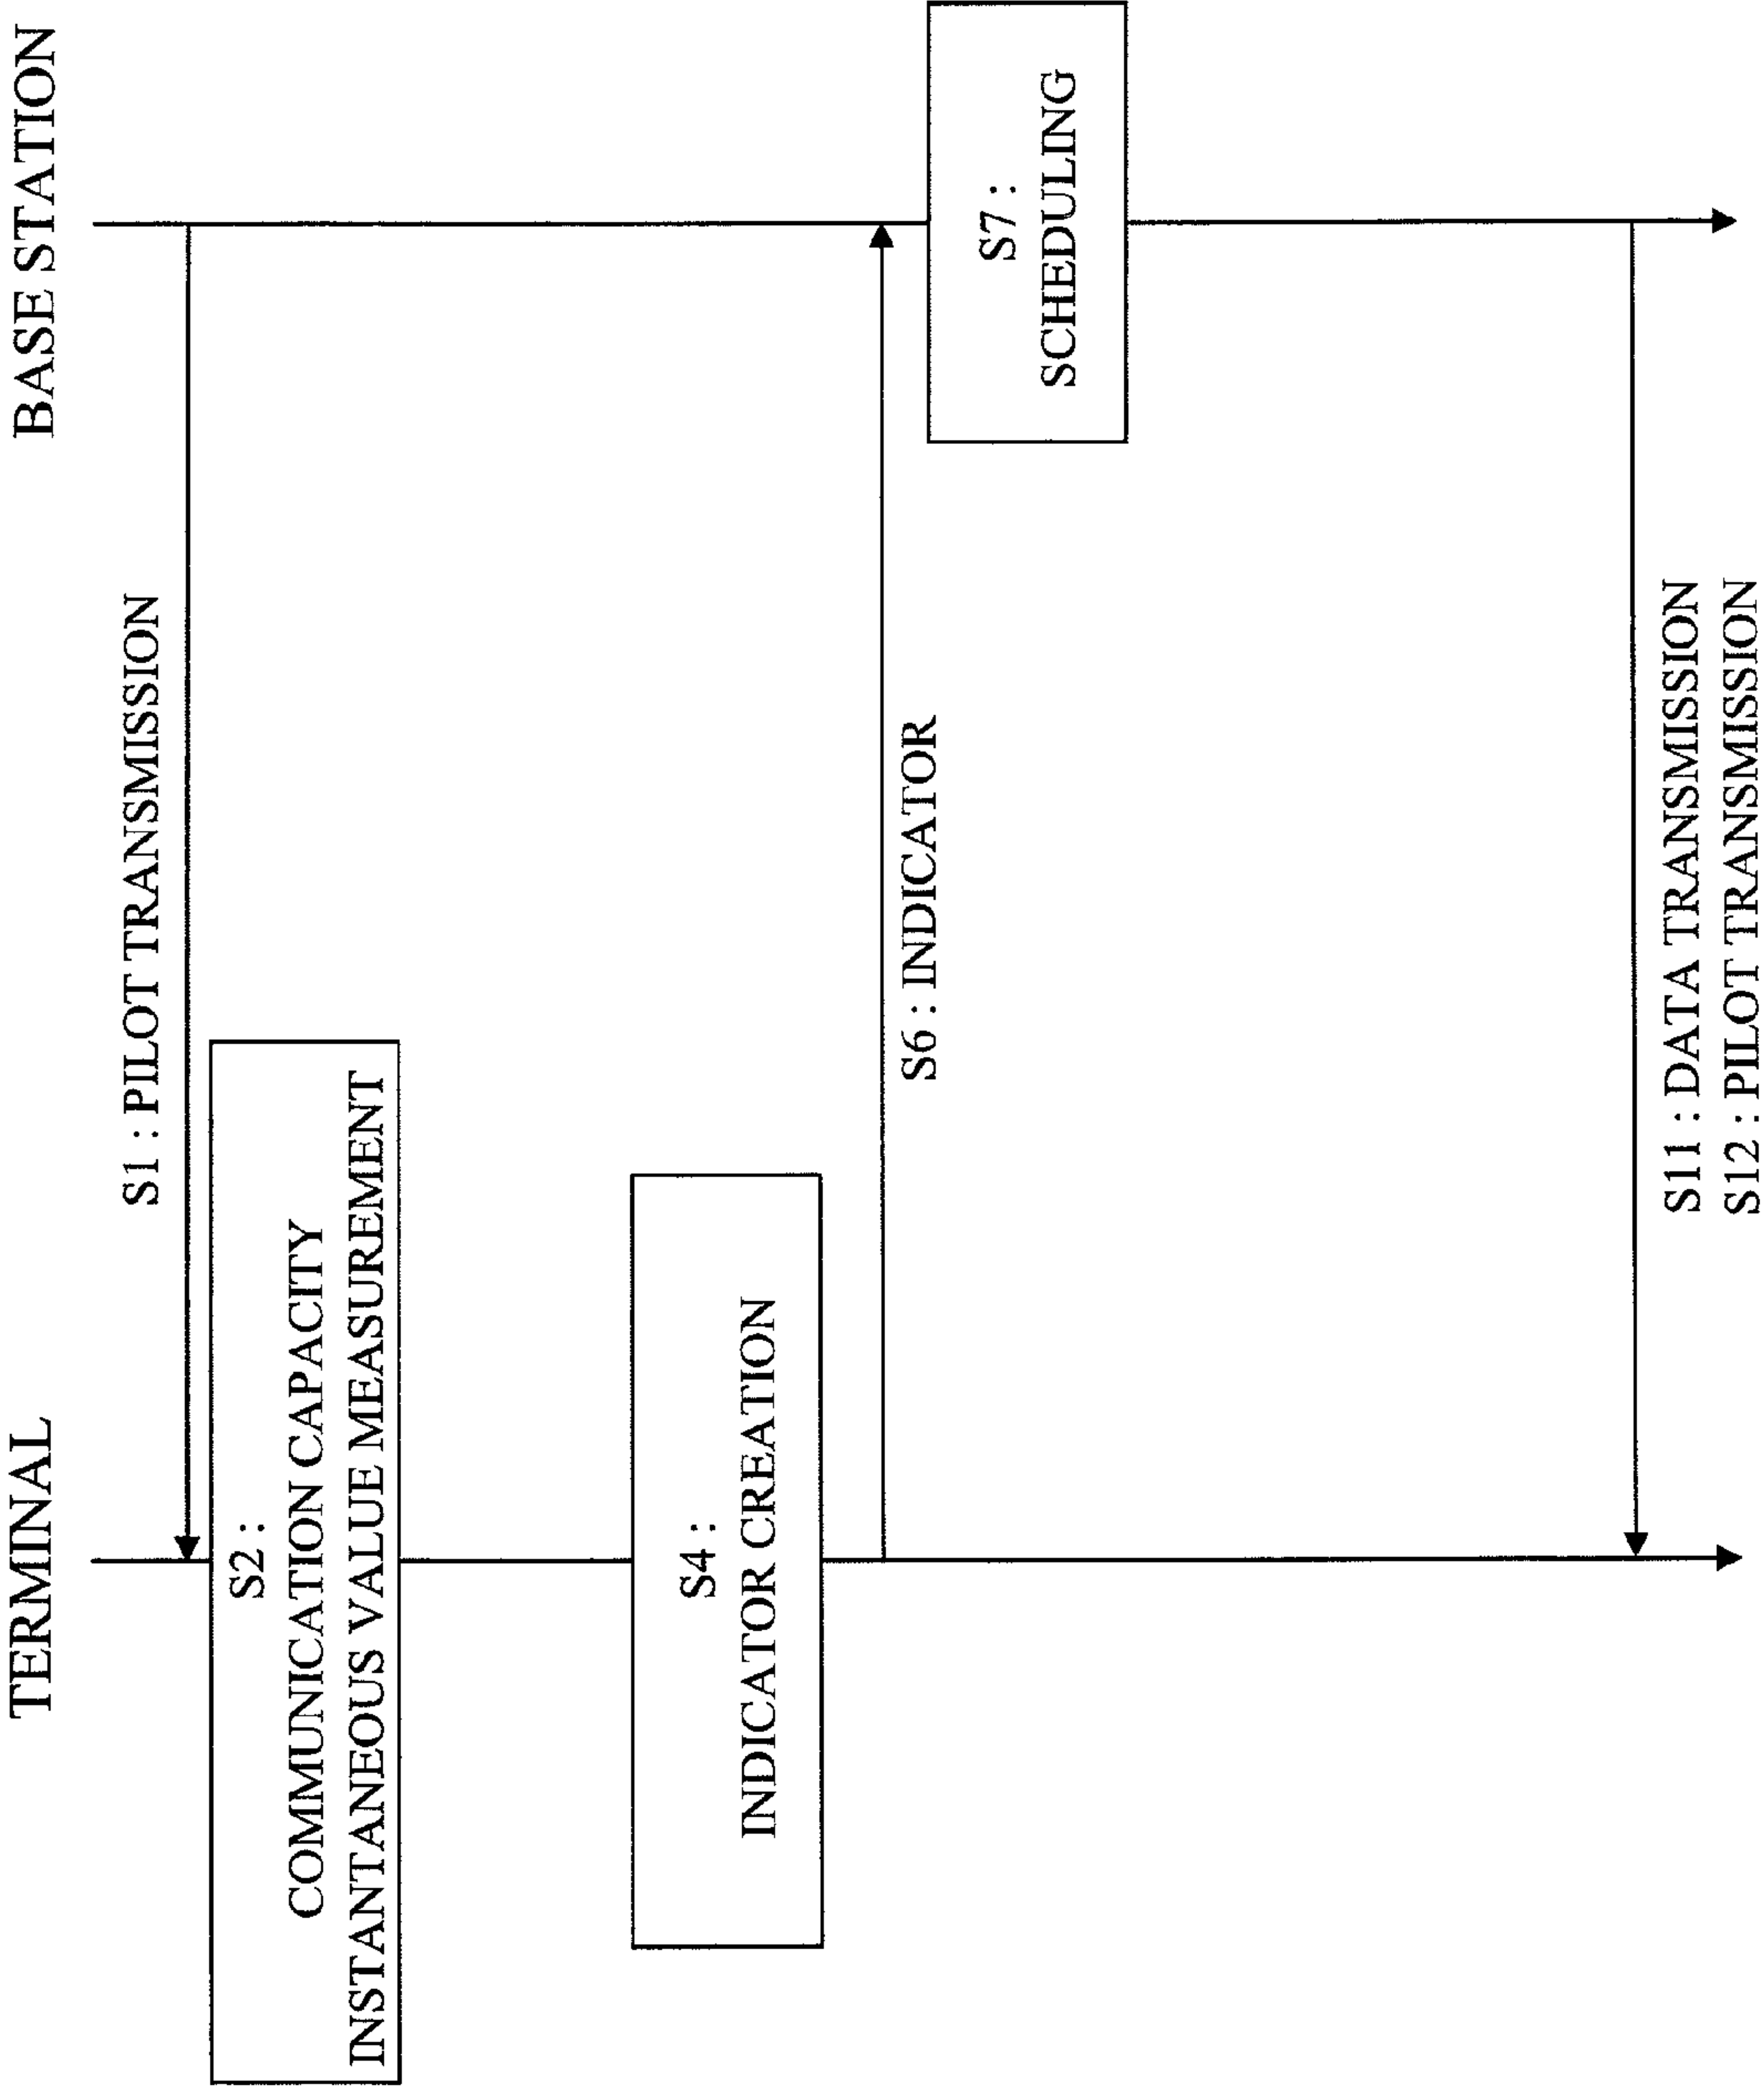 TERMINAL
BASE STATION
S1 : PILOT TRANSMISSION
S2 :
COMMUNICATION CAPACITY
INSTANTANEOUS VALUE MEASUREMENT
S4 :
INDICATOR CREATION
S6 : INDICATOR
S7 :
SCHEDULING
S11 : DATA TRANSMISSION
S12 : PILOT TRANSMISSION